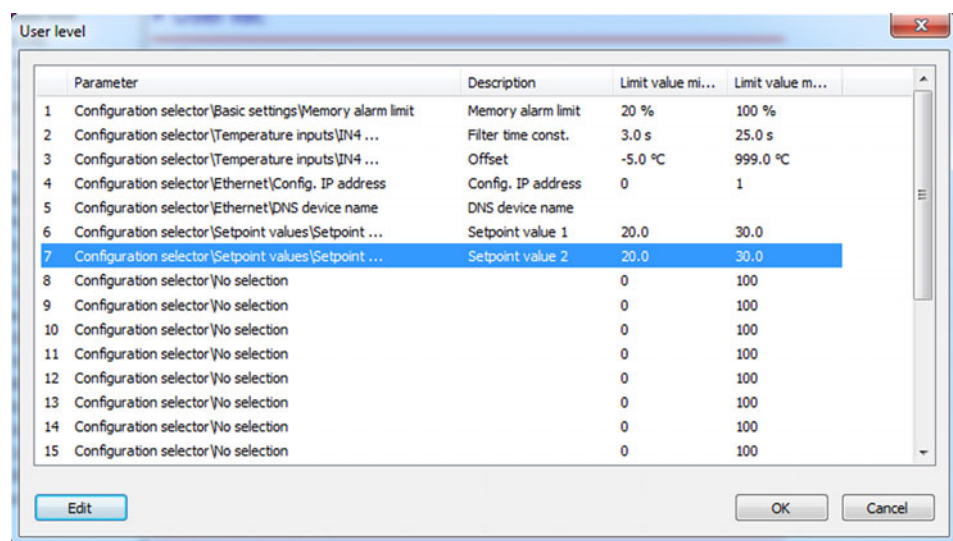 User level
Parameter Description Limit value mi... Limit value m...
1 Configuration selector\Basic settings\Memory alarm limit Memory alarm limit 20 % 100 %
2 Configuration selector\Temperature inputs\IN4 ... Filter time const. 3.0 s 25.0 s
3 Configuration selector\Temperature inputs\IN4 ... Offset -5.0 °C 999.0 °C
4 Configuration selector\Ethernet\Config. IP address Config. IP address 0 1
5 Configuration selector\Ethernet\DNS device name DNS device name
6 Configuration selector\Setpoint values\Setpoint ... Setpoint value 1 20.0 30.0
7 Configuration selector\Setpoint values\Setpoint ... Setpoint value 2 20.0 30.0
8 Configuration selector\No selection 0 100
9 Configuration selector\No selection 0 100
10 Configuration selector\No selection 0 100
11 Configuration selector\No selection 0 100
12 Configuration selector\No selection 0 100
13 Configuration selector\No selection 0 100
14 Configuration selector\No selection 0 100
15 Configuration selector\No selection 0 100
Edit OK Cancel